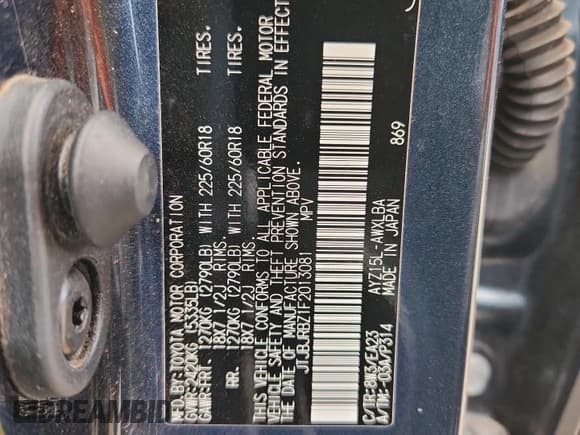 MFD.BY:TOYOTA MOTOR CORPORATION
GVWR:2420KG (5335LB)
GAWR:FRT. 1270KG (2790LB) WITH 225/60R18 TIRES.
18X7 1/2J RIMS.
RR. 1270KG (2790LB) WITH 225/60R18 TIRES.
18X7 1/2J RIMS.
THIS VEHICLE CONFORMS TO ALL APPLICABLE FEDERAL MOTOR
VEHICLE SAFETY AND THEFT PREVENTION STANDARDS IN EFFECT
ON THE DATE OF MANUFACTURE SHOWN ABOVE.
JTJBJRBZ1F2013081 MPV
C/TR:8X5/EA23 AYZ15L-AWXLBA
A/TM:-03A/P314 MADE IN JAPAN
869
DREAMBID